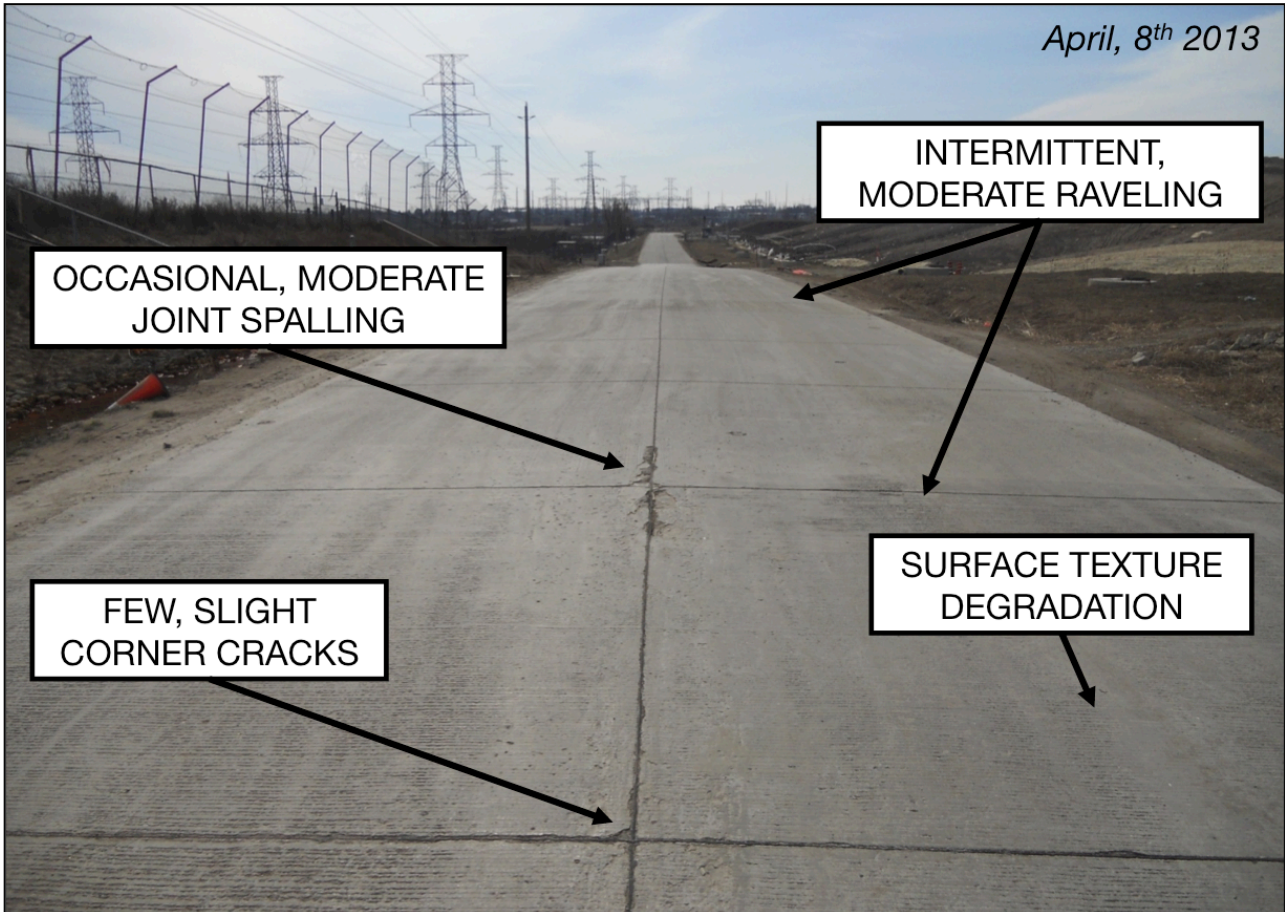 April, 8th 2013
INTERMITTENT,
MODERATE RAVELING
OCCASIONAL, MODERATE
JOINT SPALLING
SURFACE TEXTURE
DEGRADATION
FEW, SLIGHT
CORNER CRACKS